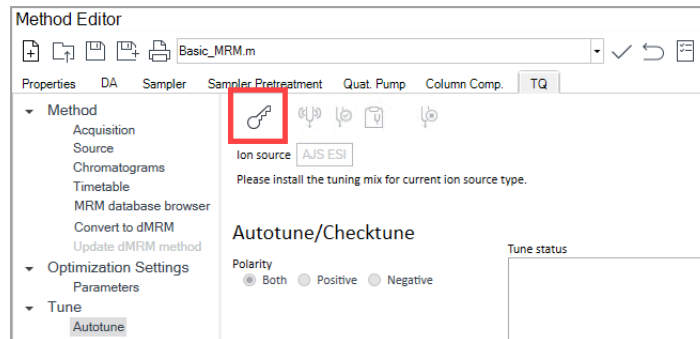 Method Editor
Basic_MRM.m
Properties DA Sampler Sampler Pretreatment Quat. Pump Column Comp. TQ
Method
Acquisition
Source
Chromatograms
Timetable
MRM database browser
Convert to dMRM
Update dMRM method
Optimization Settings
Parameters
Tune
Autotune
Ion source AJS ESI
Please install the tuning mix for current ion source type.
Autotune/Checktune
Polarity
Both Positive Negative
Tune status